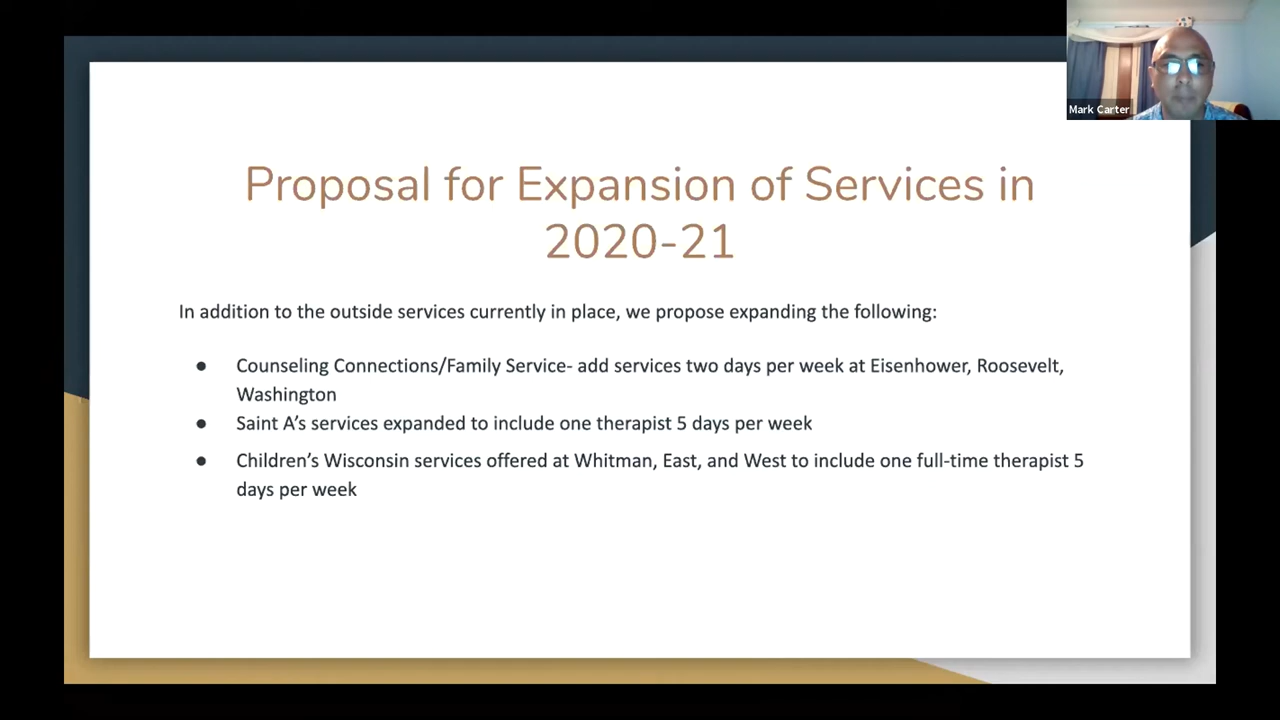 Mark Carter
Proposal for Expansion of Services in
2020-21
In addition to the outside services currently in place, we propose expanding the following:
● Counseling Connections/Family Service- add services two days per week at Eisenhower, Roosevelt,
Washington
● Saint A’s services expanded to include one therapist 5 days per week
● Children’s Wisconsin services offered at Whitman, East, and West to include one full-time therapist 5
days per week